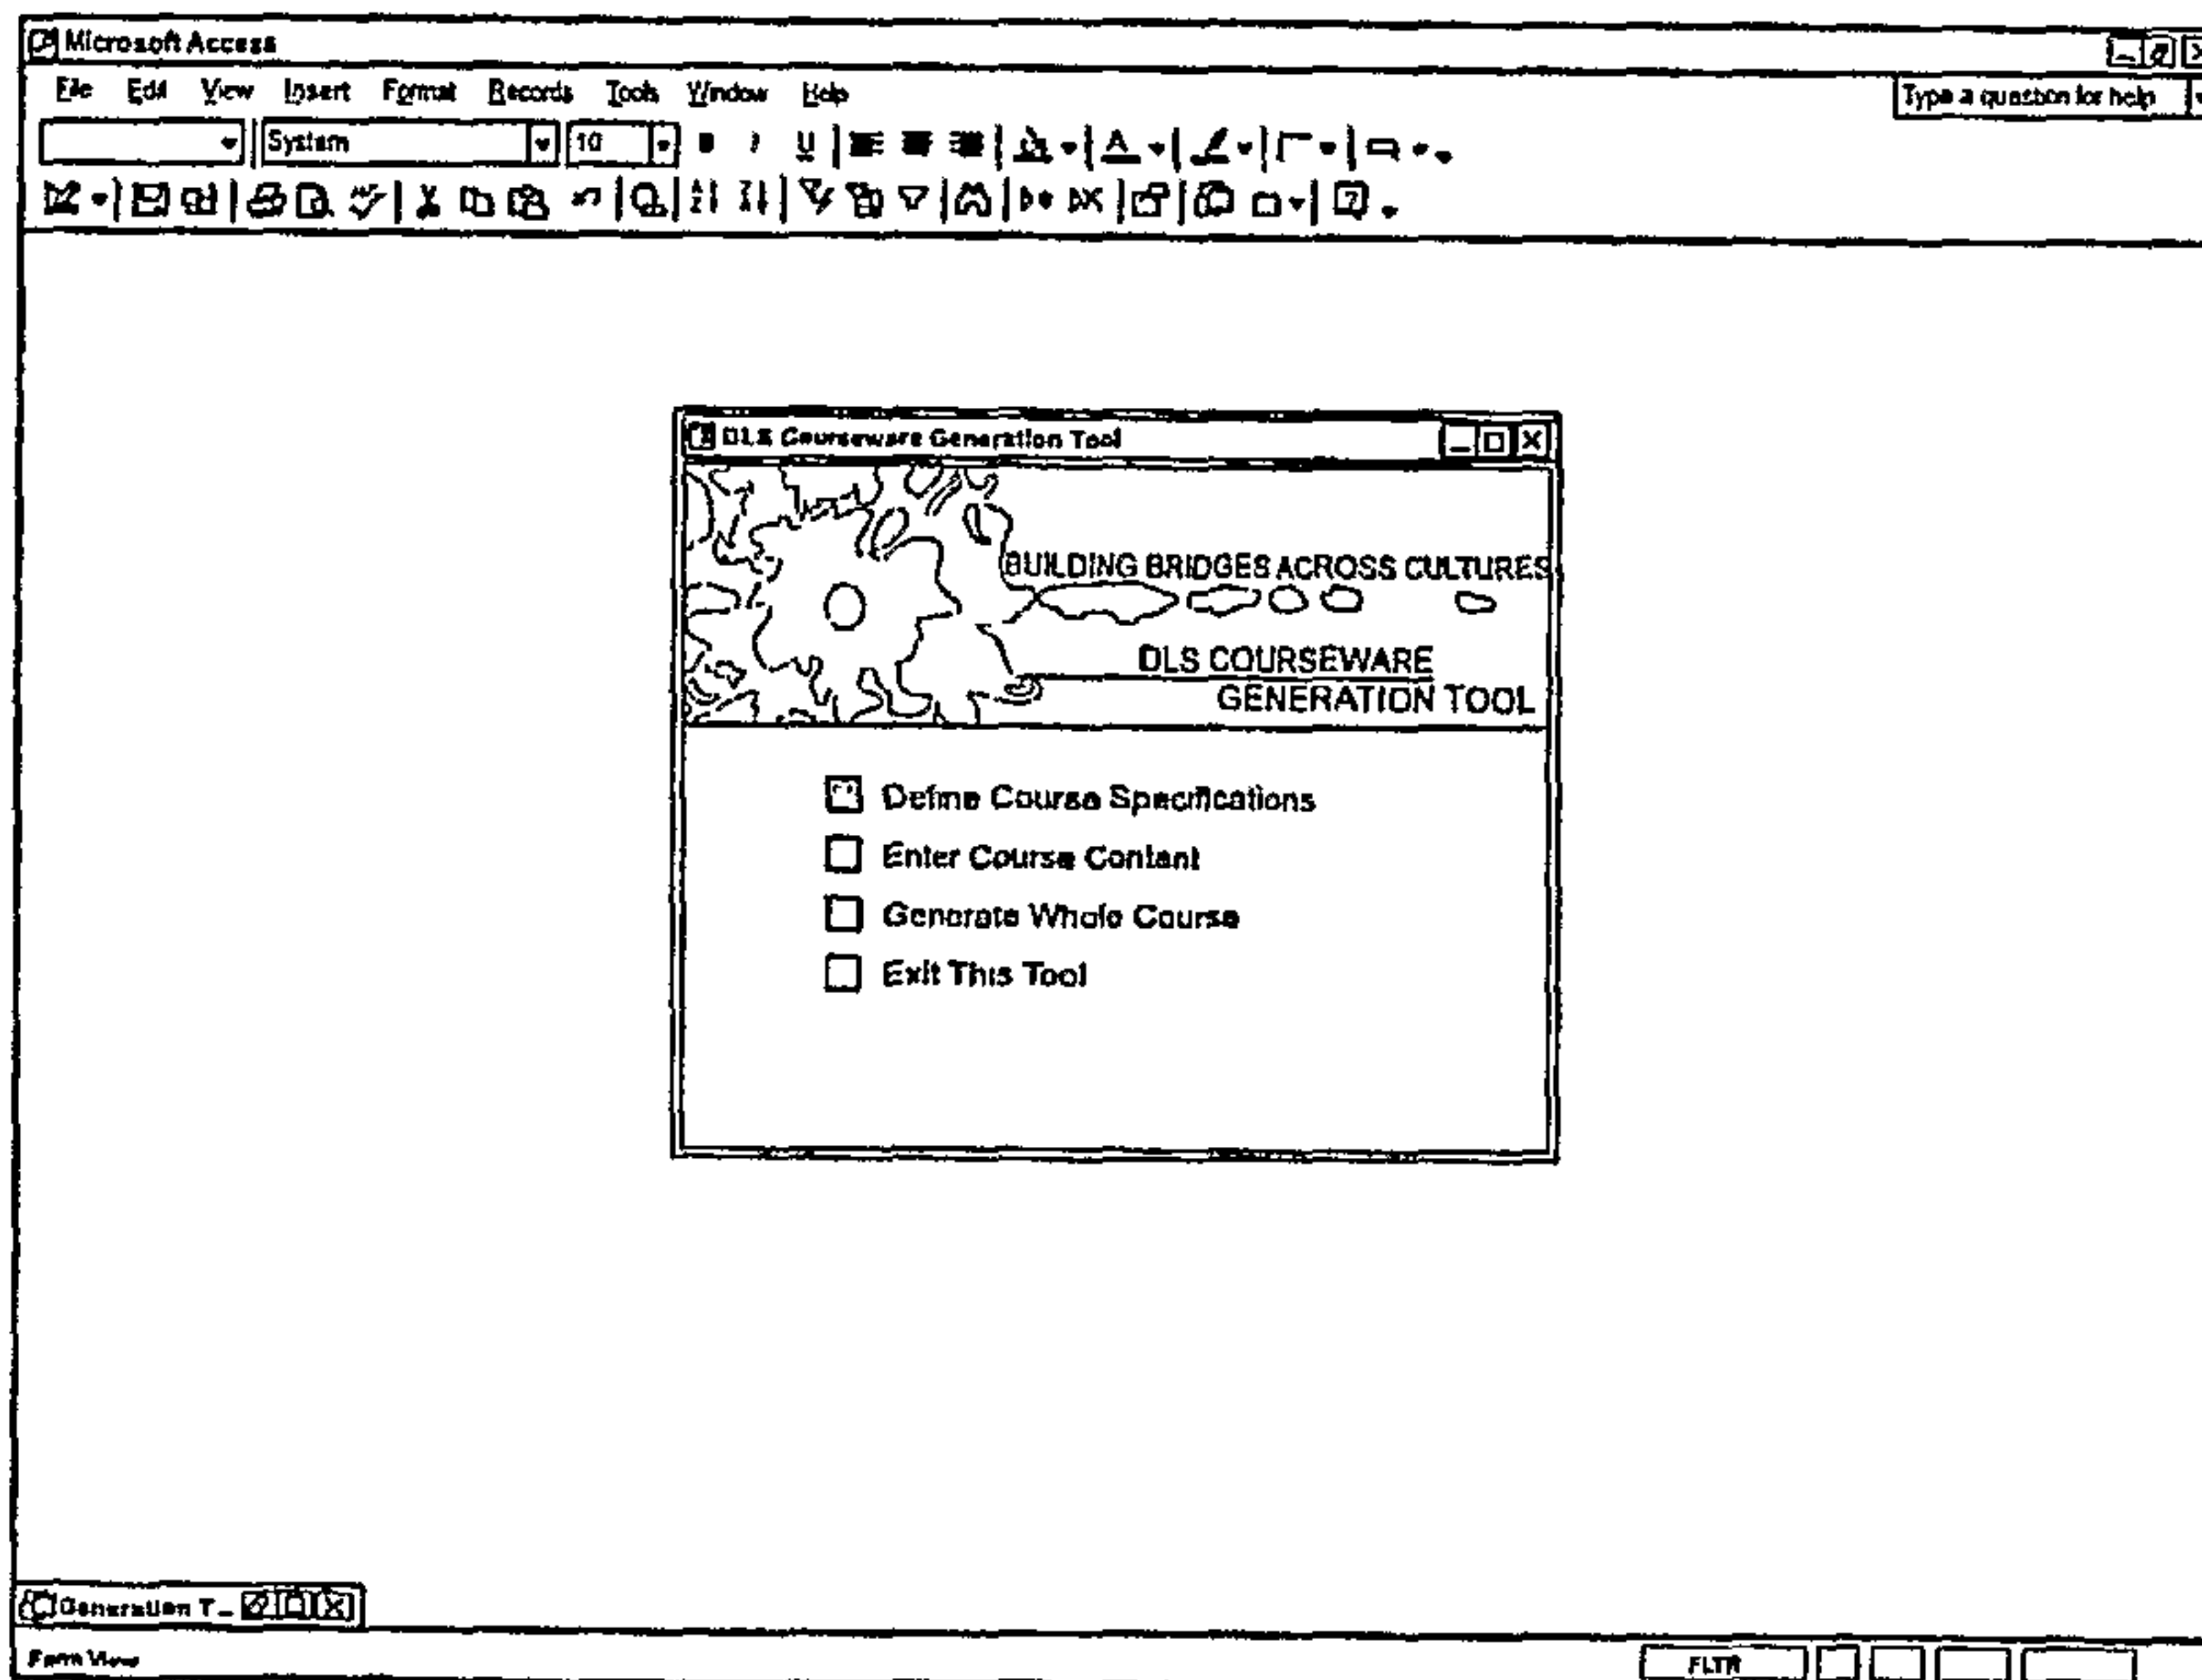 Microsoft Access
File Edit View Insert Format Records Tools Window Help
Type a question for help
System 10 B I U A
DLS Courseware Generation Tool
BUILDING BRIDGES ACROSS CULTURES
DLS COURSEWARE
GENERATION TOOL
Define Course Specifications
Enter Course Content
Generate Whole Course
Exit This Tool
Generation T...
Form View
FLTR